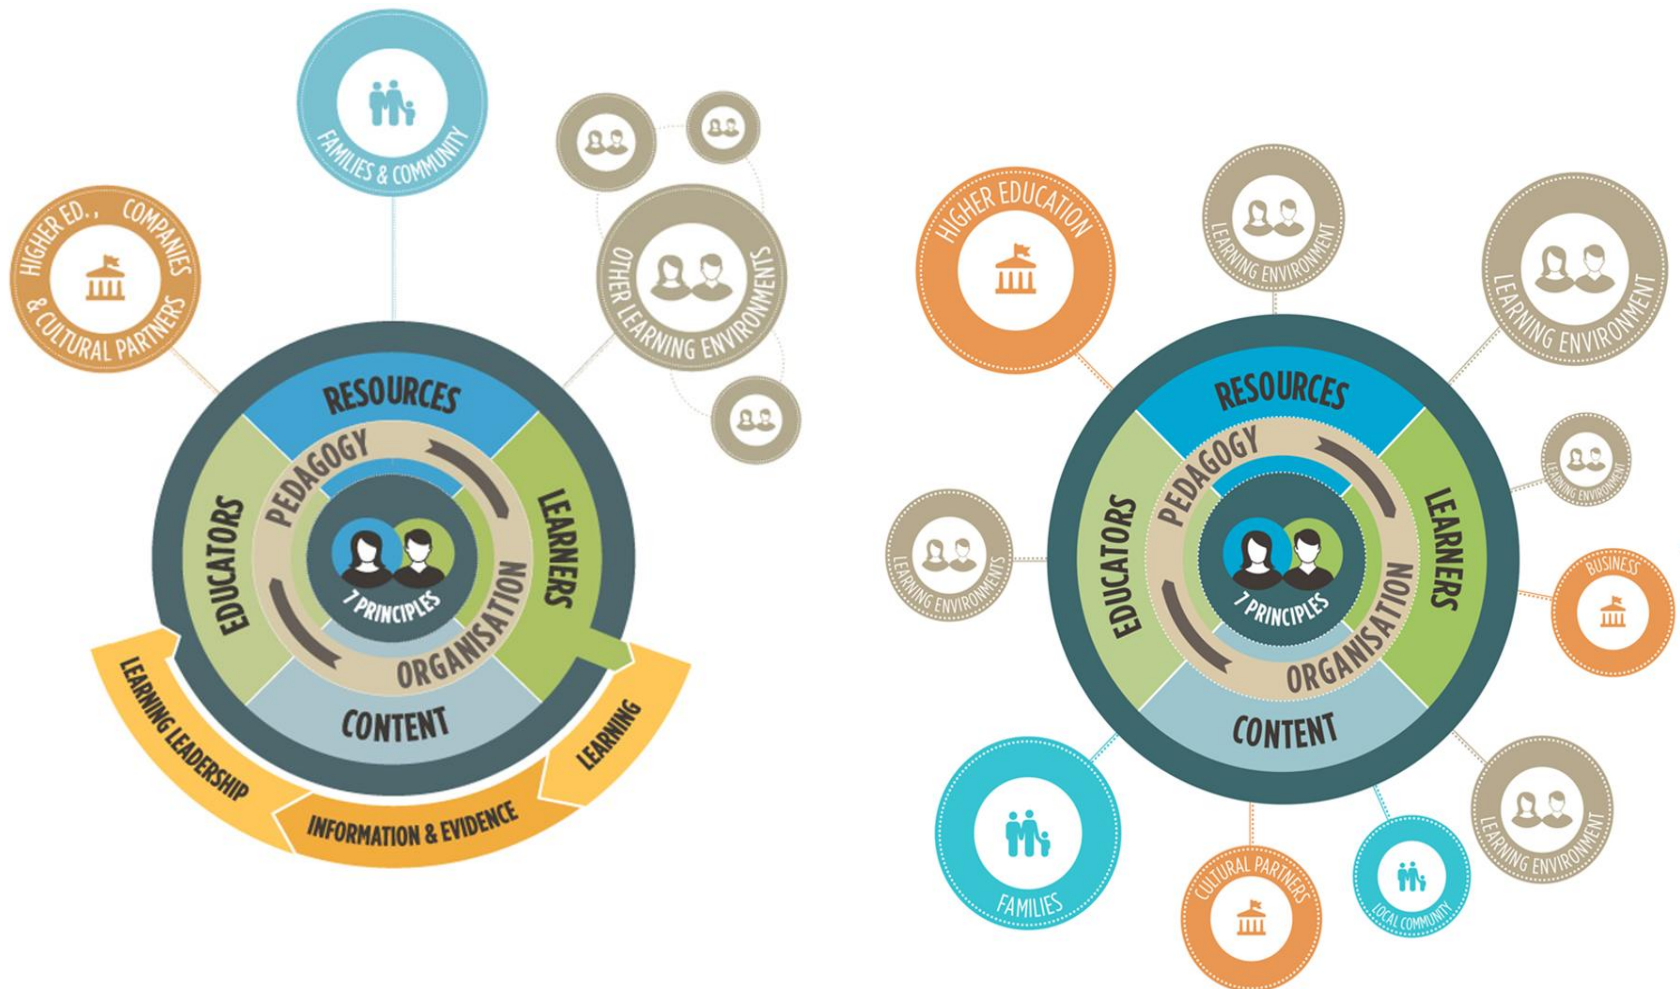 FAMILIES & COMMUNITY
HIGHER ED., COMPANIES
& CULTURAL PARTNERS
OTHER LEARNING ENVIRONMENTS
RESOURCES
PEDAGOGY
EDUCATORS
LEARNERS
7 PRINCIPLES
ORGANISATION
CONTENT
LEARNING LEADERSHIP
INFORMATION & EVIDENCE
LEARNING
HIGHER EDUCATION
LEARNING ENVIRONMENT
LEARNING ENVIRONMENT
RESOURCES
PEDAGOGY
EDUCATORS
LEARNERS
7 PRINCIPLES
ORGANISATION
CONTENT
LEARNING ENVIRONMENT
LEARNING ENVIRONMENTS
BUSINESS
LEARNING ENVIRONMENT
FAMILIES
CULTURAL PARTNERS
LOCAL COMMUNITY